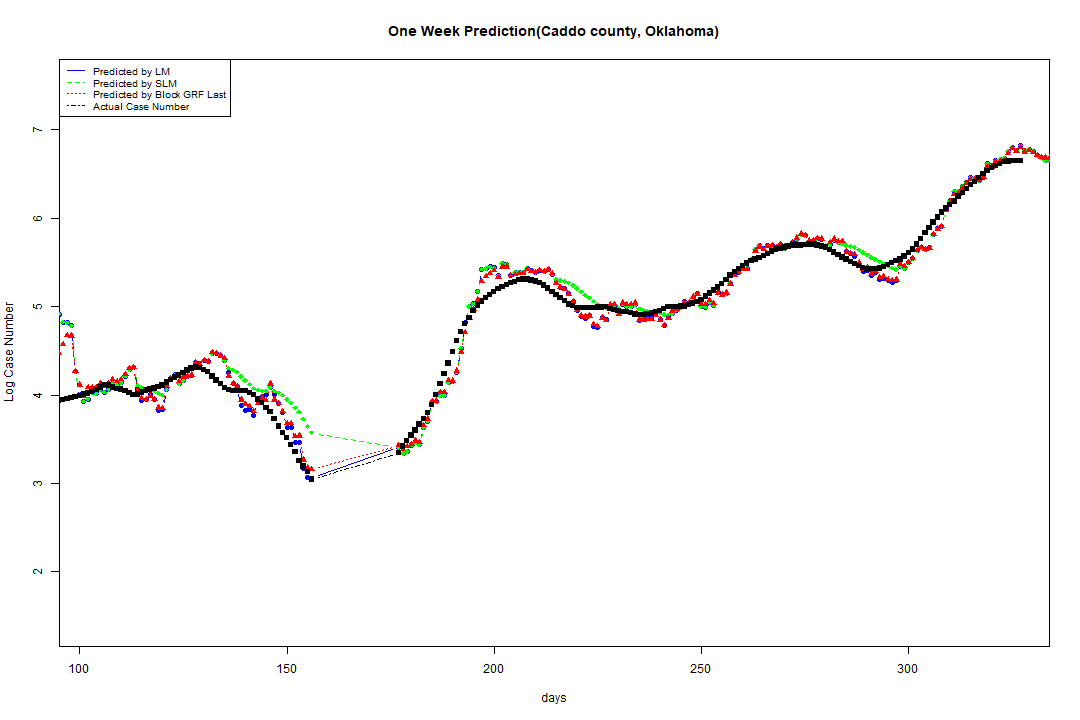 One Week Prediction(Caddo county, Oklahoma)
Predicted by LM
Predicted by SLM
Predicted by Block GRF Last
Actual Case Number
Log Case Number
7
6
5
4
3
2
100 150 200 250 300
days